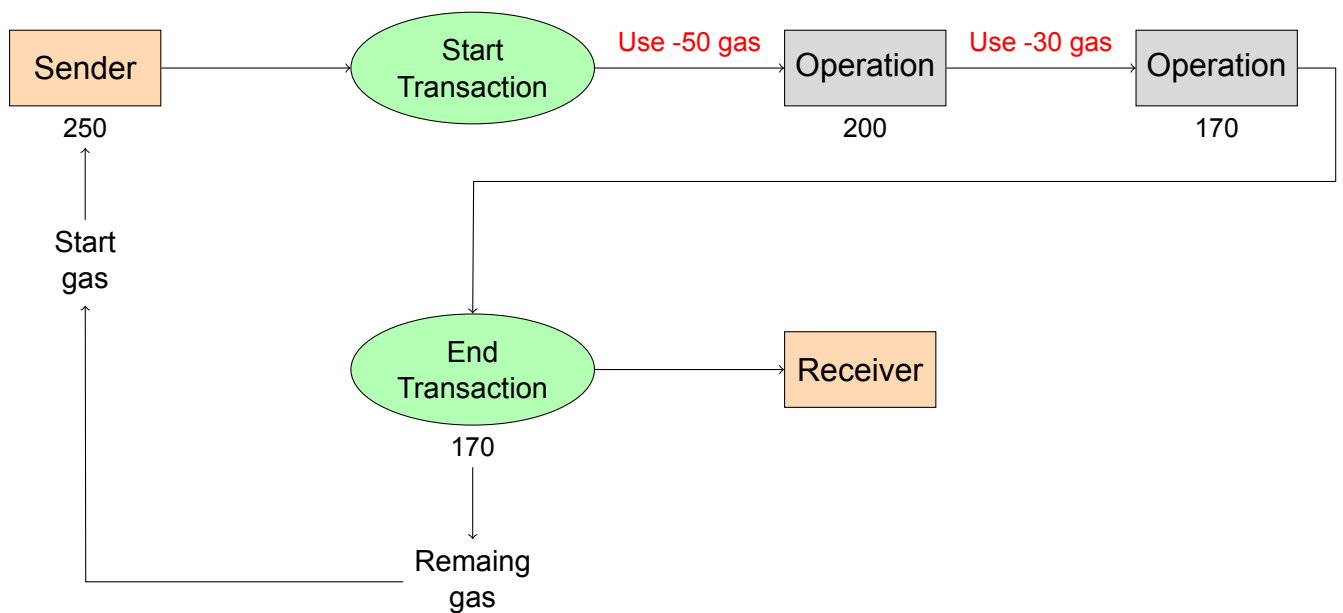 Sender
250
Start
Transaction
Use -50 gas
Operation
200
Use -30 gas
Operation
170
Start
gas
End
Transaction
170
Receiver
Remaing
gas